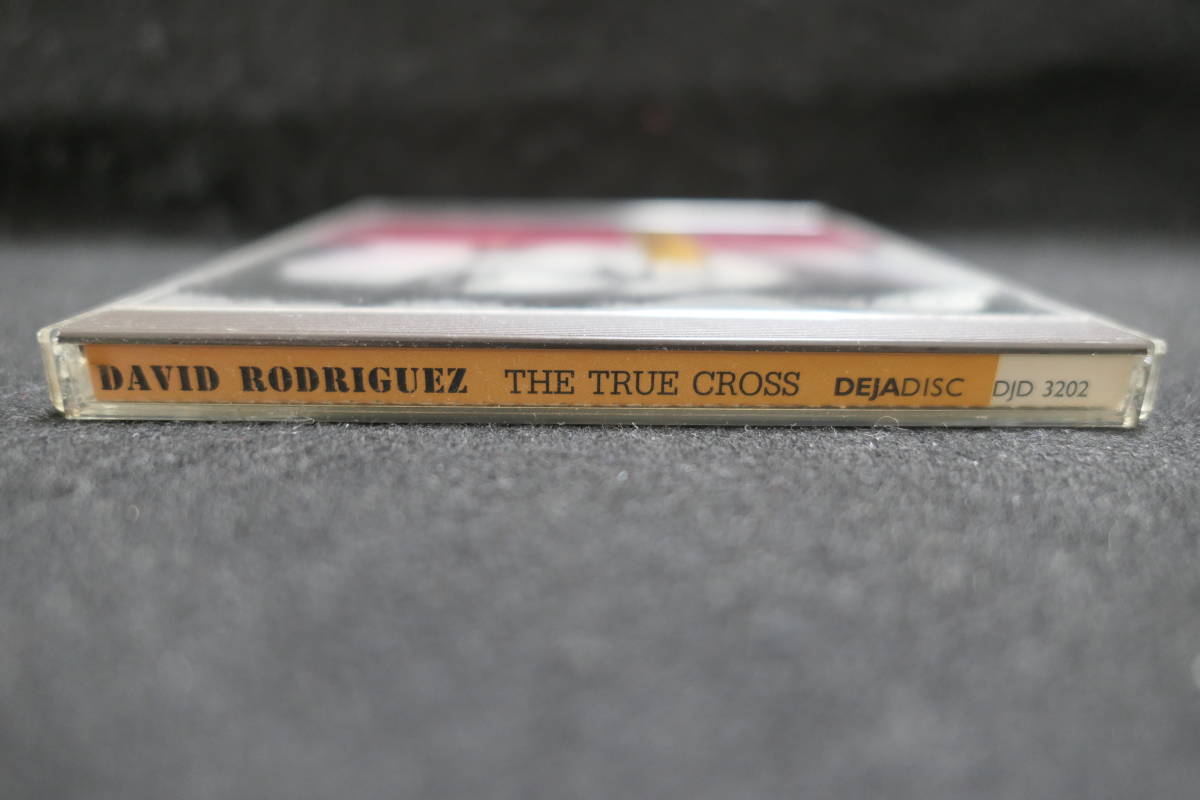 DAVID RODRIGUEZ THE TRUE CROSS DEJADISC DJD 3202